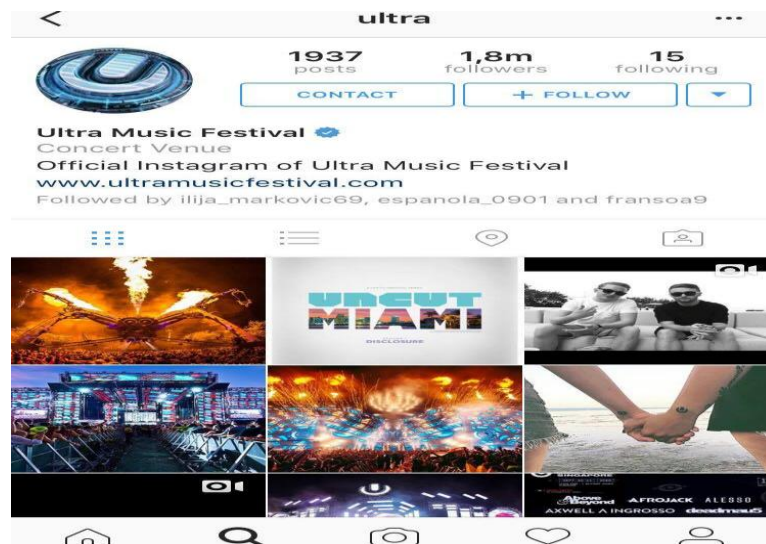 ultra
1937 1,8m 15
posts followers following
CONTACT + FOLLOW
Ultra Music Festival
Concert Venue
Official Instagram of Ultra Music Festival
www.ultramusicfestival.com
Followed by ilija_markovic69, espanola_0901 and fransoa9
UNCUT
MIAMI
DISCLOSURE
SINGAPORE
Above & Beyond AFROJACK ALESSO
AXWELL Λ INGROSSO deadmau5